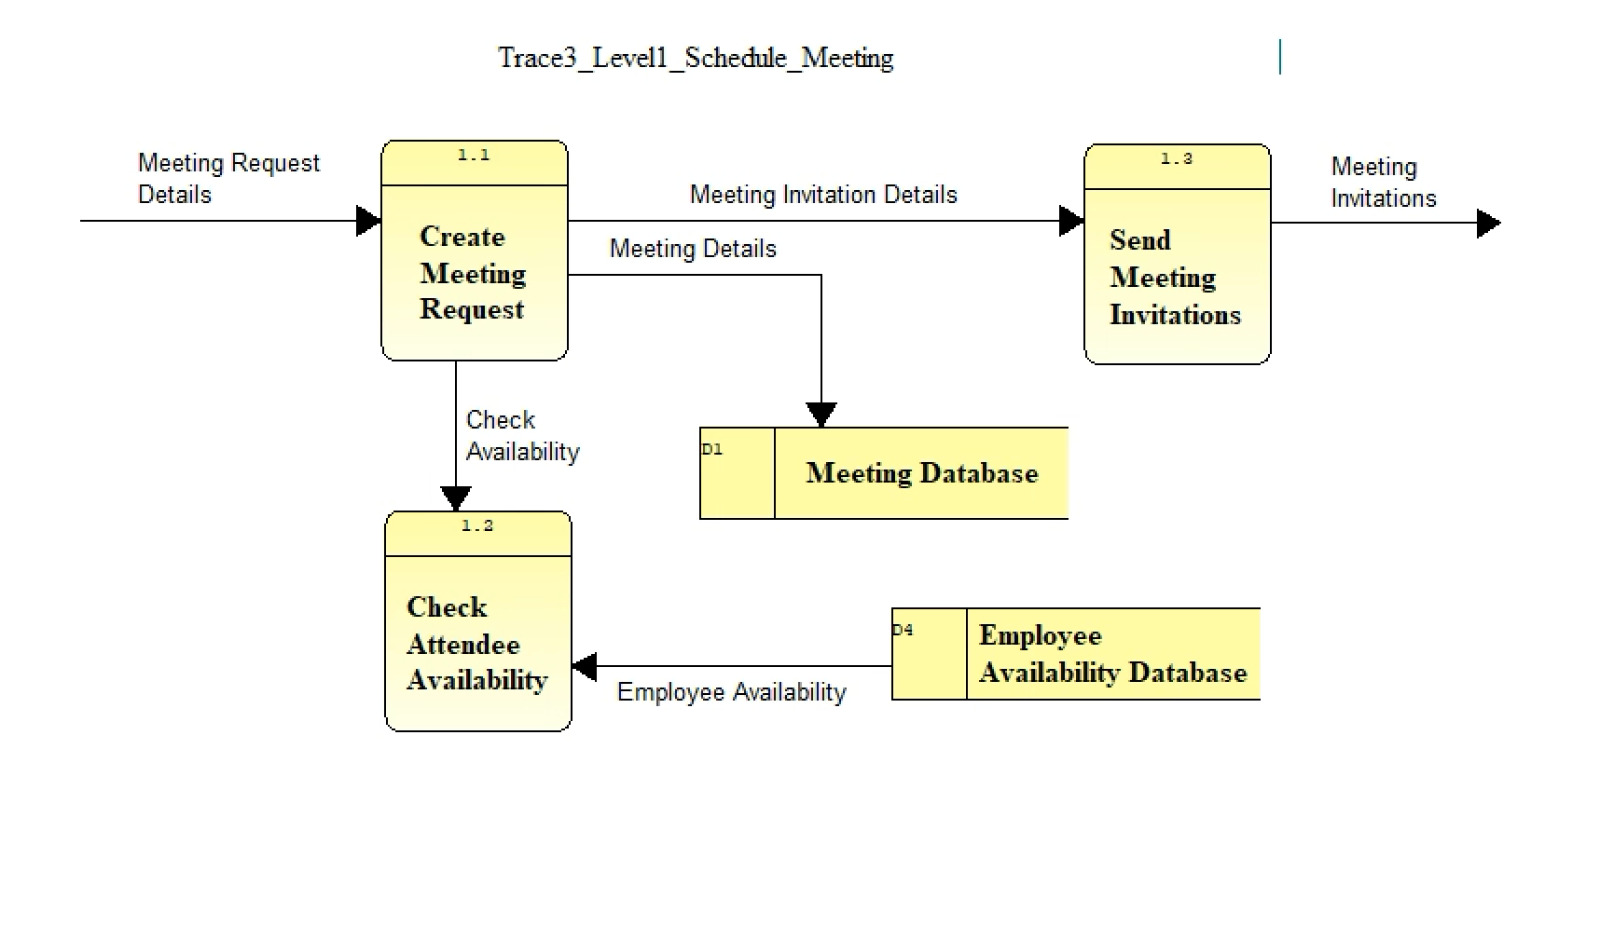 Trace3_Level1_Schedule_Meeting
Meeting Request
Details
1.1
Create
Meeting
Request
Meeting Invitation Details
Meeting Details
1.3
Send
Meeting
Invitations
Meeting
Invitations
Check
Availability
D1
Meeting Database
1.2
Check
Attendee
Availability
Employee Availability
D4
Employee
Availability Database